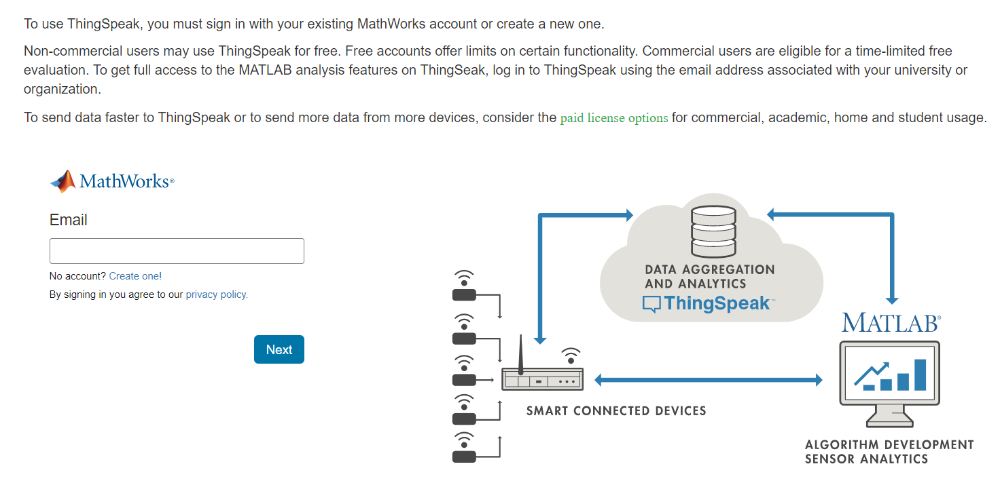 To use ThingSpeak, you must sign in with your existing MathWorks account or create a new one.
Non-commercial users may use ThingSpeak for free. Free accounts offer limits on certain functionality. Commercial users are eligible for a time-limited free
evaluation. To get full access to the MATLAB analysis features on ThingSeak, log in to ThingSpeak using the email address associated with your university or
organization.
To send data faster to ThingSpeak or to send more data from more devices, consider the paid license options for commercial, academic, home and student usage.
MathWorks®
Email
No account? Create one!
By signing in you agree to our privacy policy.
Next
DATA AGGREGATION
AND ANALYTICS
ThingSpeak™
MATLAB®
SMART CONNECTED DEVICES
ALGORITHM DEVELOPMENT
SENSOR ANALYTICS